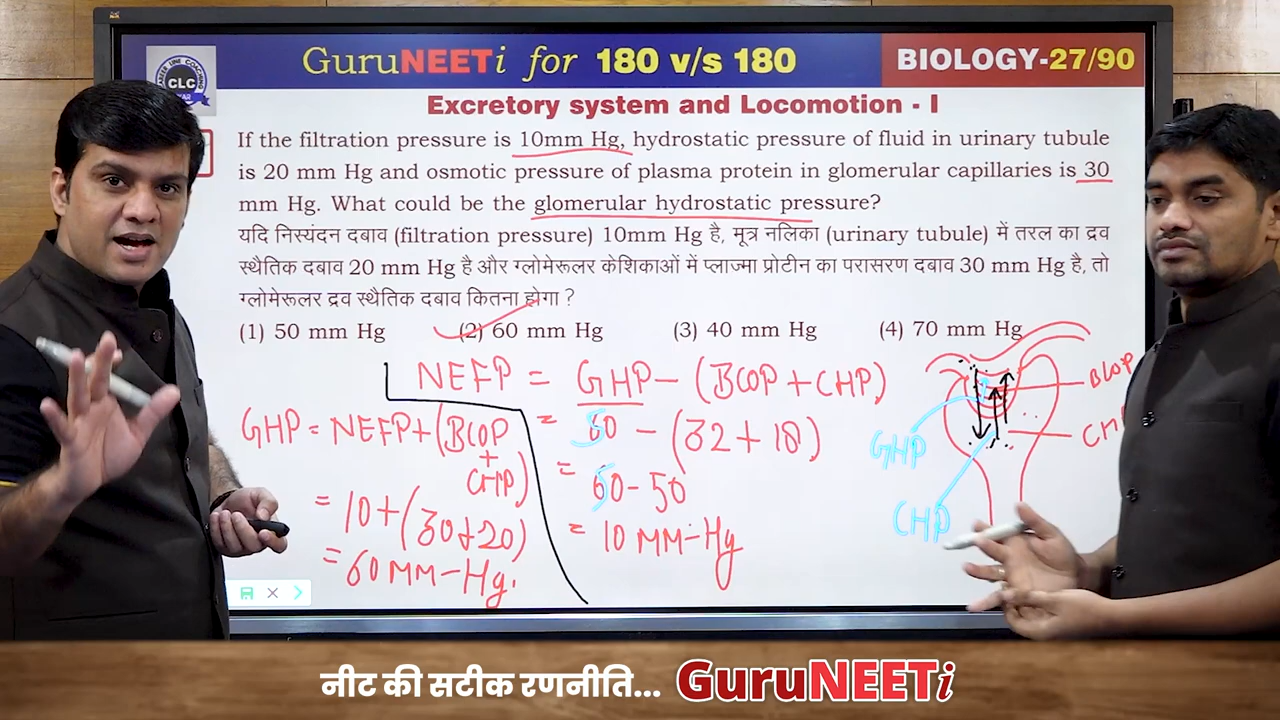 GuruNEETi for 180 v/s 180
BIOLOGY-27/90
CLC
Excretory system and Locomotion - I
If the filtration pressure is 10mm Hg, hydrostatic pressure of fluid in urinary tubule
is 20 mm Hg and osmotic pressure of plasma protein in glomerular capillaries is 30
mm Hg. What could be the glomerular hydrostatic pressure?
यदि निस्यंदन दबाव (filtration pressure) 10mm Hg है, मूत्र नलिका (urinary tubule) में तरल का द्रव
स्थैतिक दबाव 20 mm Hg है और ग्लोमेरूलर केशिकाओं में प्लाज्मा प्रोटीन का परासरण दबाव 30 mm Hg है, तो
ग्लोमेरूलर द्रव स्थैतिक दबाव कितना होगा ?
(1) 50 mm Hg (2) 60 mm Hg (3) 40 mm Hg (4) 70 mm Hg
NEFP = GHP - (BCOP + CHP)
= 60 - (32 + 18)
= 60 - 50
= 10 MM-Hg
GHP = NEFP + (BCOP
+
CHP)
= 10 + (30 + 20)
= 60 MM-Hg.
GHP
CHP
नीट की सटीक रणनीति... GuruNEETi